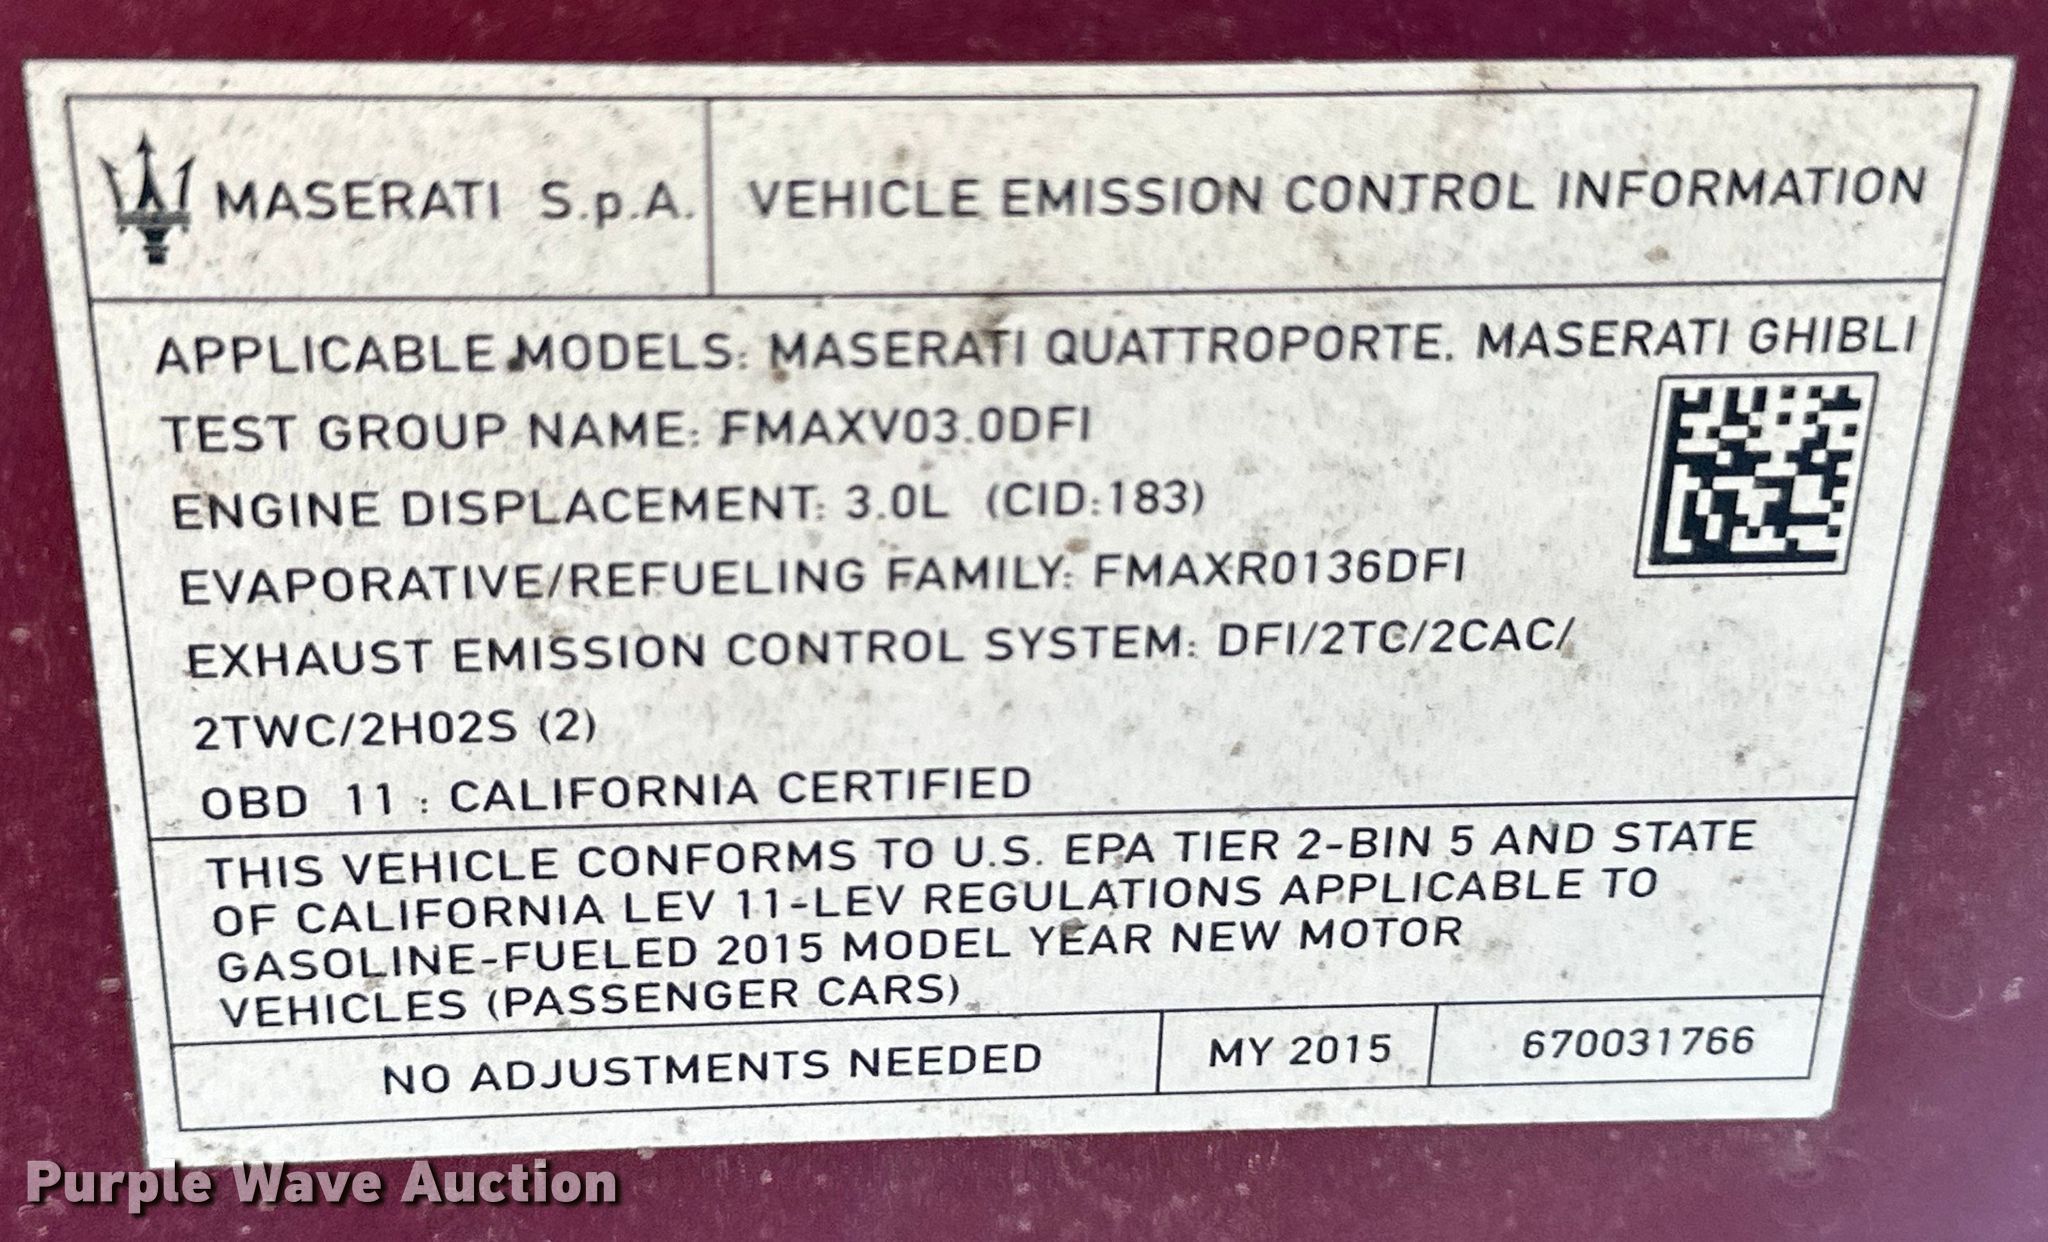 MASERATI S.p.A.
VEHICLE EMISSION CONTROL INFORMATION
APPLICABLE MODELS: MASERATI QUATTROPORTE. MASERATI GHIBLI
TEST GROUP NAME: FMAXV03.0DFI
ENGINE DISPLACEMENT: 3.0L (CID:183)
EVAPORATIVE/REFUELING FAMILY: FMAXR0136DFI
EXHAUST EMISSION CONTROL SYSTEM: DFI/2TC/2CAC/
2TWC/2H02S (2)
OBD 11 : CALIFORNIA CERTIFIED
THIS VEHICLE CONFORMS TO U.S. EPA TIER 2-BIN 5 AND STATE
OF CALIFORNIA LEV 11-LEV REGULATIONS APPLICABLE TO
GASOLINE-FUELED 2015 MODEL YEAR NEW MOTOR
VEHICLES (PASSENGER CARS)
NO ADJUSTMENTS NEEDED
MY 2015
670031766
Purple Wave Auction